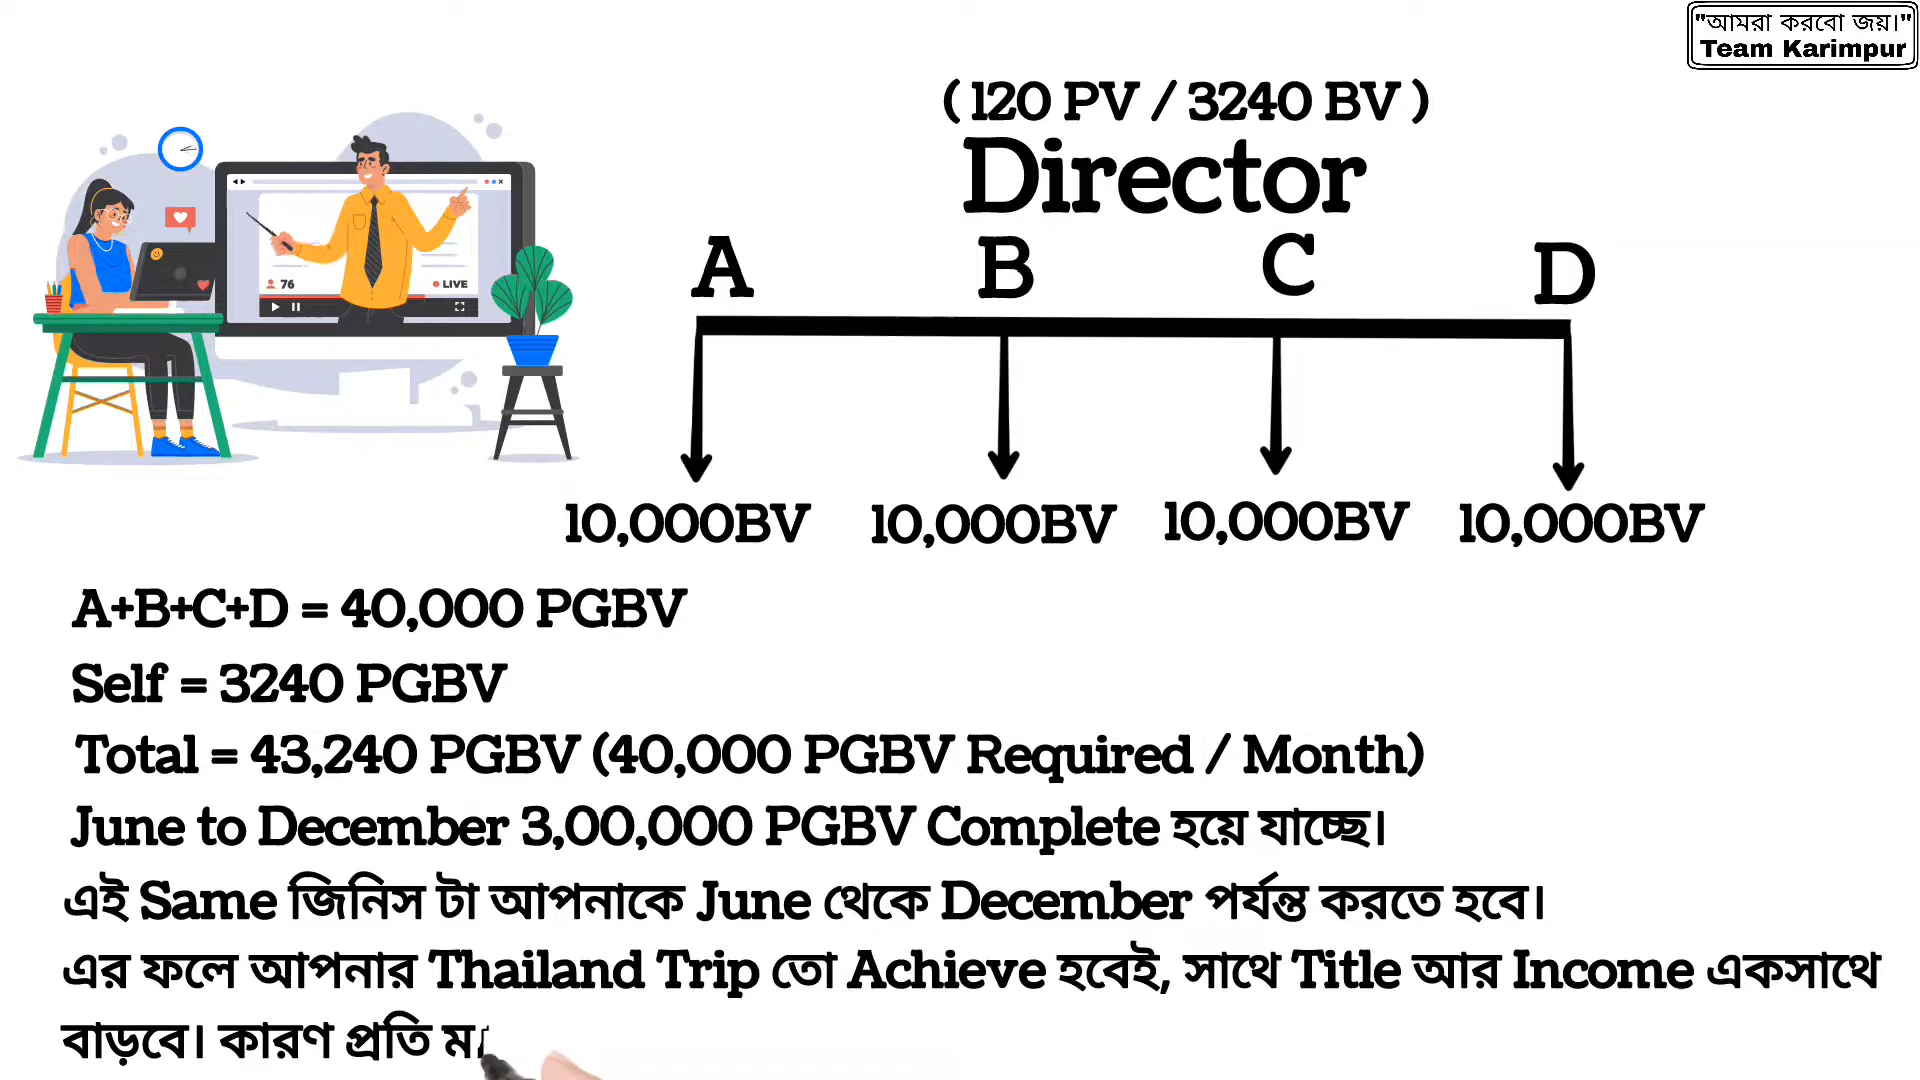 "আমরা করবো জয়।"
Team Karimpur
( 120 PV / 3240 BV )
Director
A B C D
76
LIVE
10,000BV 10,000BV 10,000BV 10,000BV
A+B+C+D = 40,000 PGBV
Self = 3240 PGBV
Total = 43,240 PGBV (40,000 PGBV Required / Month)
June to December 3,00,000 PGBV Complete হয়ে যাচ্ছে।
এই Same জিনিস টা আপনাকে June থেকে December পর্যন্ত করতে হবে।
এর ফলে আপনার Thailand Trip তো Achieve হবেই, সাথে Title আর Income একসাথে
বাড়বে। কারণ প্রতি